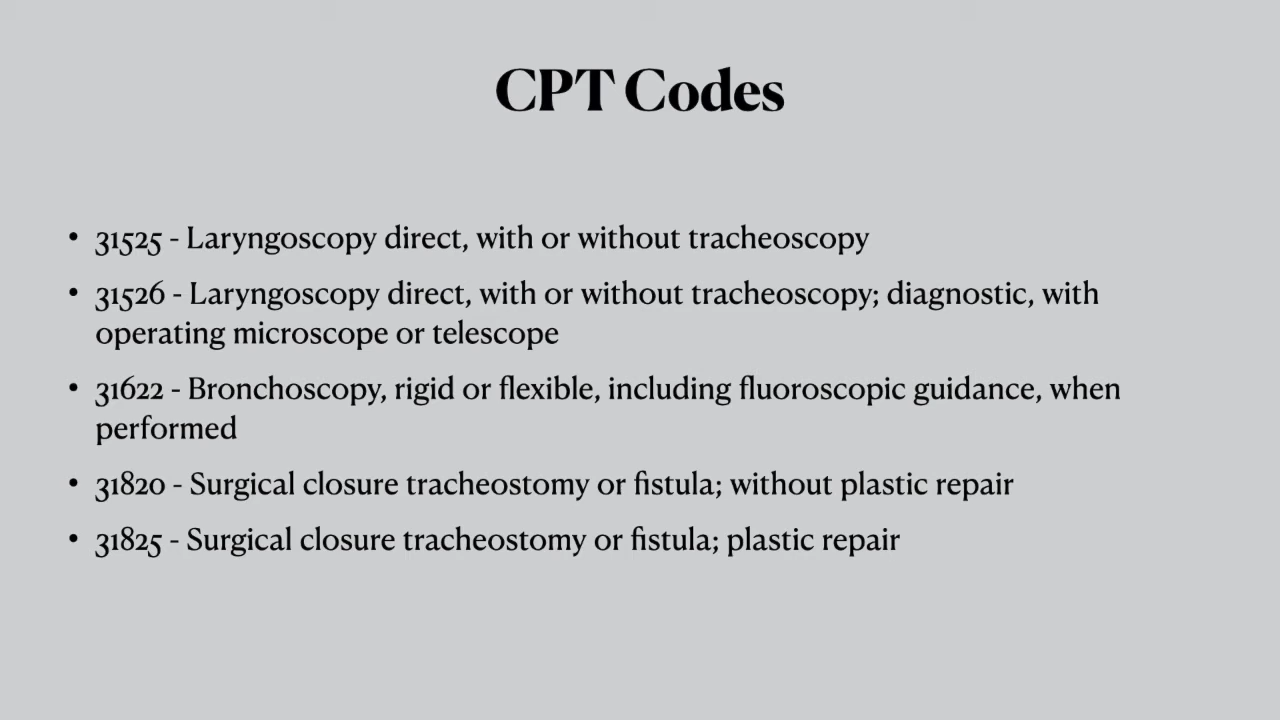 CPT Codes
• 31525 - Laryngoscopy direct, with or without tracheoscopy
• 31526 - Laryngoscopy direct, with or without tracheoscopy; diagnostic, with
operating microscope or telescope
• 31622 - Bronchoscopy, rigid or flexible, including fluoroscopic guidance, when
performed
• 31820 - Surgical closure tracheostomy or fistula; without plastic repair
• 31825 - Surgical closure tracheostomy or fistula; plastic repair